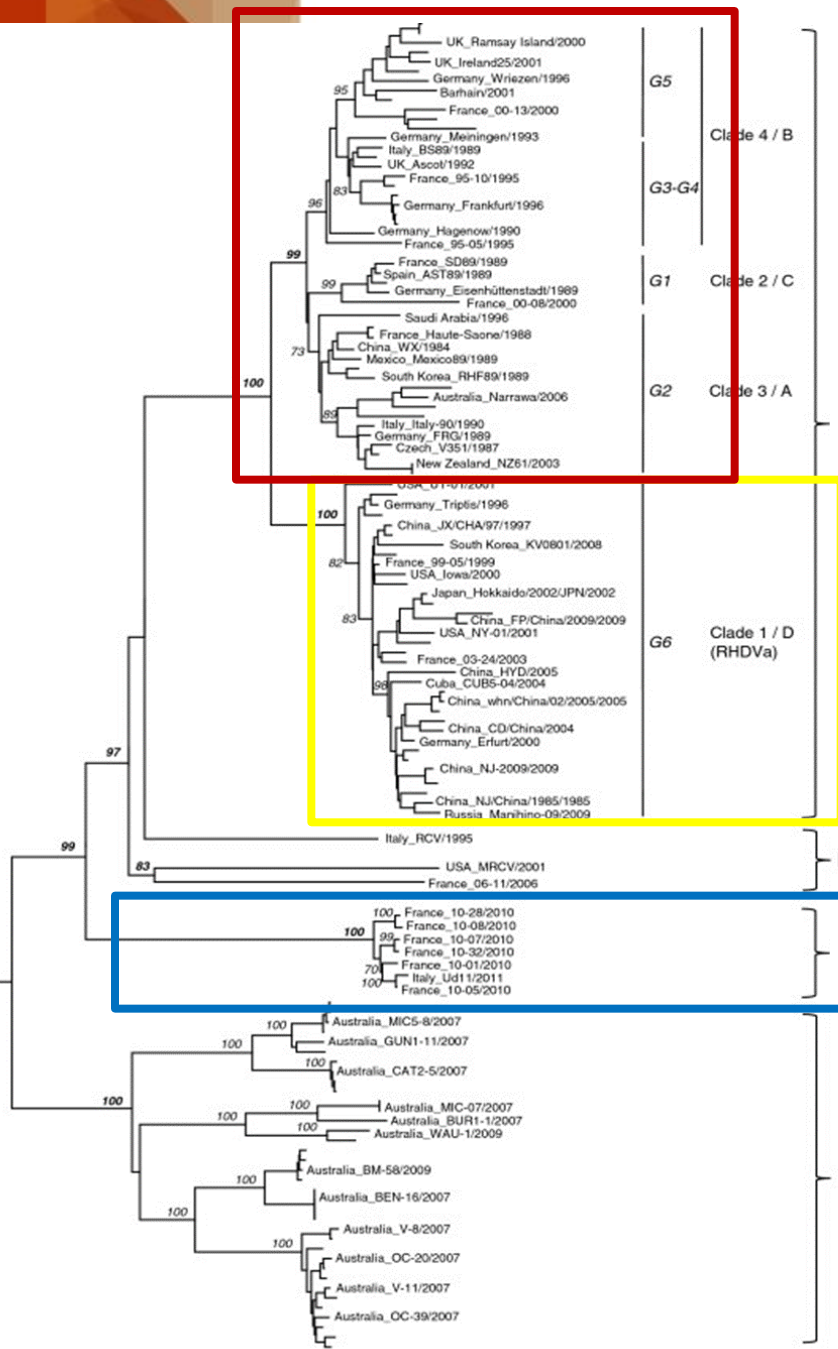 UK_Ramsay Island/2000
UK_Ireland25/2001
Germany_Wriezen/1996
95
Barhain/2001
G5
France_00-13/2000
Germany_Meiningen/1993
Clade 4 / B
Italy_BS89/1989
UK_Ascot/1992
France_95-10/1995
83
G3-G4
96
Germany_Frankfurt/1996
Germany_Hagenow/1990
France_95-05/1995
99
France_SD89/1989
Spain_AST89/1989
99
G1
Clade 2 / C
Germany_Eisenhüttenstadt/1989
France_00-08/2000
Saudi Arabia/1996
France_Haute-Saone/1988
China_WX/1984
73
Mexico_Mexico89/1989
South Korea_RHF89/1989
100
G2
Clade 3 / A
Australia_Narrawa/2006
89
Italy_Italy-90/1990
Germany_FRG/1989
Czech_V351/1987
New Zealand_NZ61/2003
USA_UT-01/2001
Germany_Triptis/1996
100
China_JX/CHA/97/1997
South Korea_KV0801/2008
82
France_99-05/1999
USA_Iowa/2000
Japan_Hokkaido/2002/JPN/2002
83
China_FP/China/2009/2009
USA_NY-01/2001
G6
Clade 1 / D
(RHDVa)
France_03-24/2003
China_HYD/2005
98
Cuba_CUB5-04/2004
China_whn/China/02/2005/2005
China_CD/China/2004
Germany_Erfurt/2000
97
China_NJ-2009/2009
China_NJ/China/1985/1985
Russia_Manihino-09/2009
Italy_RCV/1995
99
83
USA_MRCV/2001
France_06-11/2006
100
France_10-28/2010
France_10-08/2010
100
99
France_10-07/2010
France_10-32/2010
70
France_10-01/2010
Italy_Ud11/2011
100
France_10-05/2010
Australia_MIC5-8/2007
100
Australia_GUN1-11/2007
100
100
Australia_CAT2-5/2007
100
100
Australia_MIC-07/2007
100
Australia_BUR1-1/2007
100
Australia_WAU-1/2009
Australia_BM-58/2009
100
Australia_BEN-16/2007
100
Australia_V-8/2007
100
Australia_OC-20/2007
Australia_V-11/2007
Australia_OC-39/2007